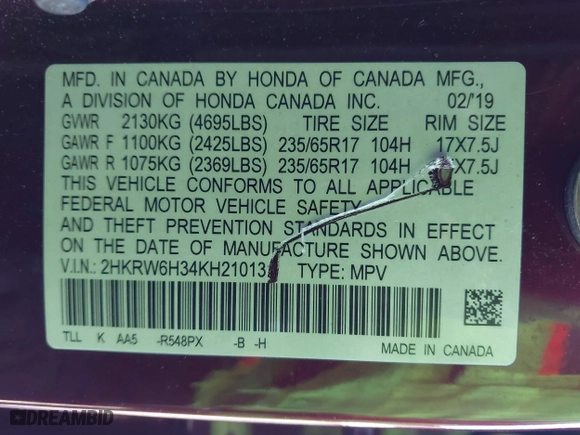 MFD. IN CANADA BY HONDA OF CANADA MFG.,
A DIVISION OF HONDA CANADA INC. 02/'19
GVWR 2130KG (4695LBS) TIRE SIZE RIM SIZE
GAWR F 1100KG (2425LBS) 235/65R17 104H 17X7.5J
GAWR R 1075KG (2369LBS) 235/65R17 104H X7.5J
THIS VEHICLE CONFORMS TO ALL APPLICABLE
FEDERAL MOTOR VEHICLE SAFETY
AND THEFT PREVENTION STANDARDS IN EFFECT
ON THE DATE OF MANUFACTURE SHOWN ABOVE.
V.I.N.: 2HKRW6H34KH21013 TYPE: MPV
TLL K AA5 -R548PX -B -H
MADE IN CANADA
DREAMBID